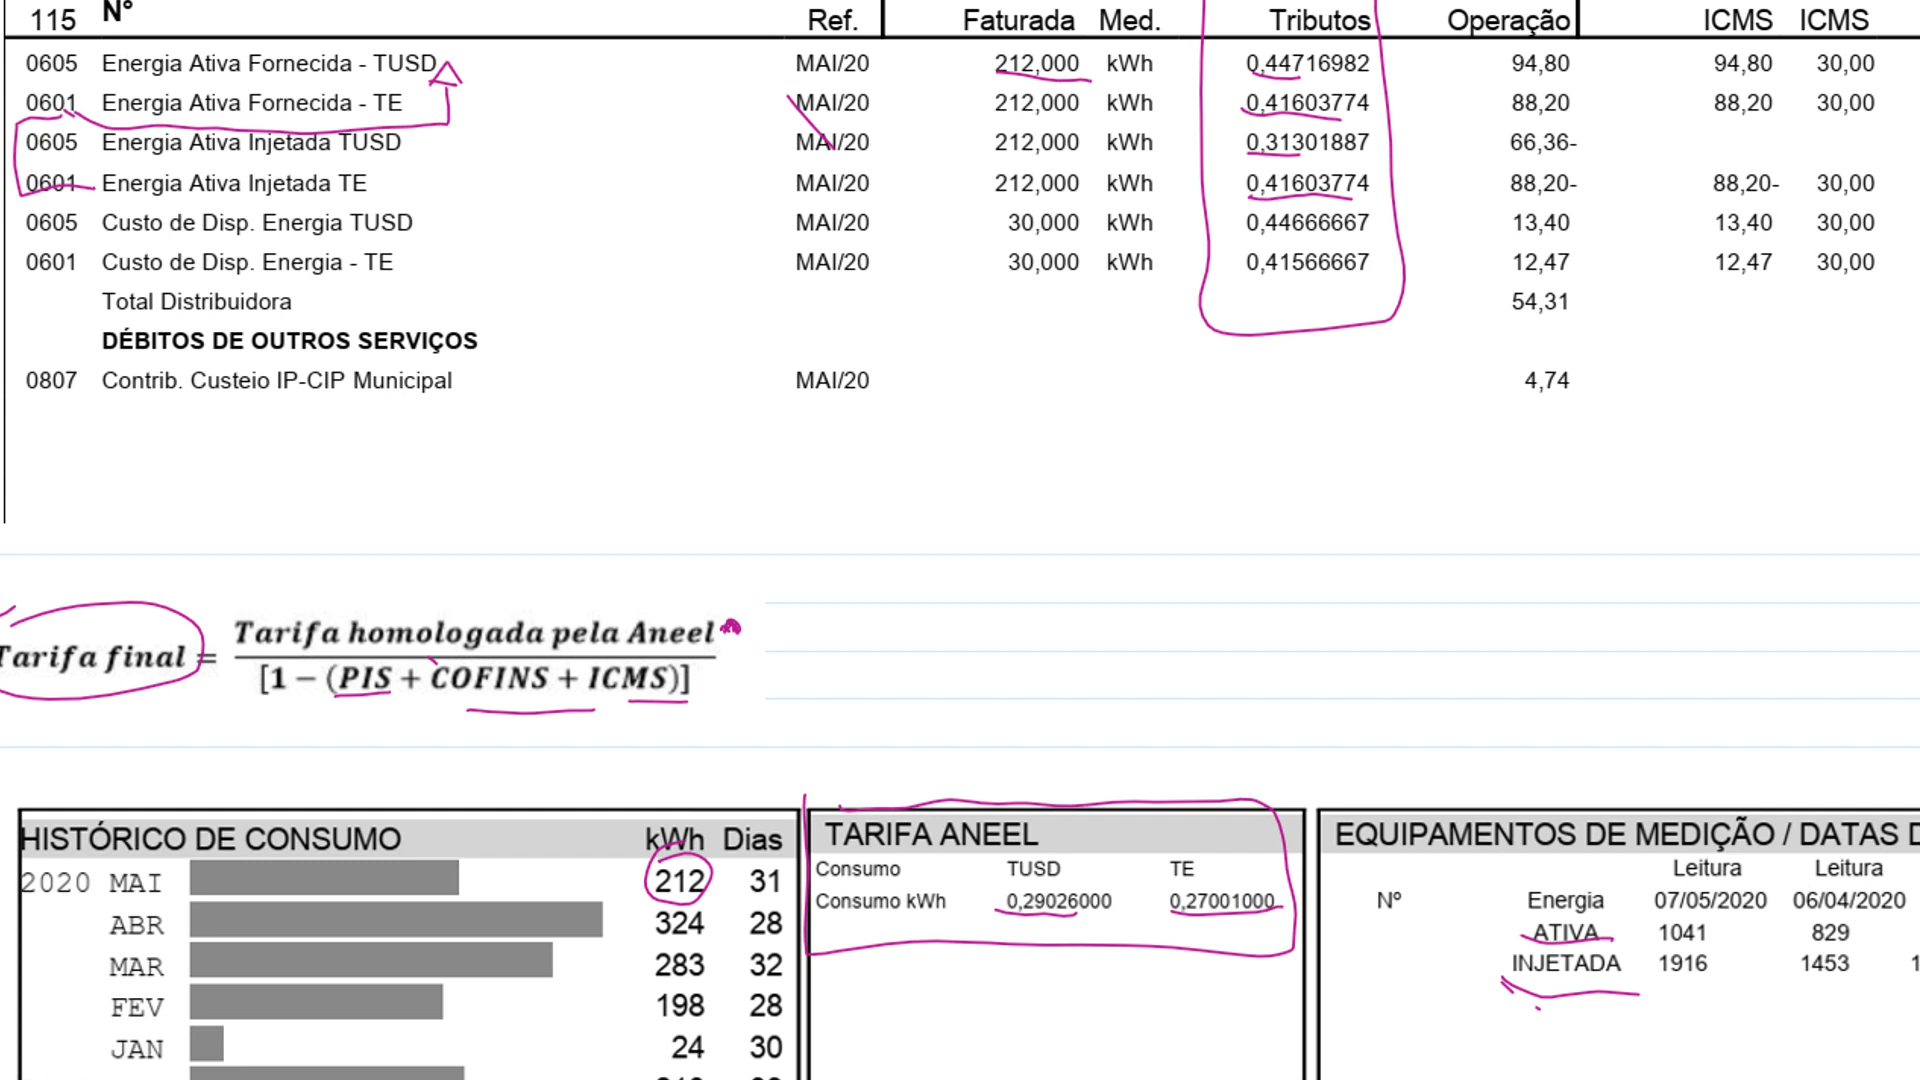 115 N° Ref. Faturada Med. Tributos Operação ICMS ICMS
0605 Energia Ativa Fornecida - TUSD MAI/20 212,000 kWh 0,44716982 94,80 94,80 30,00
0601 Energia Ativa Fornecida - TE MAI/20 212,000 kWh 0,41603774 88,20 88,20 30,00
0605 Energia Ativa Injetada TUSD MAI/20 212,000 kWh 0,31301887 66,36-
0601 Energia Ativa Injetada TE MAI/20 212,000 kWh 0,41603774 88,20- 88,20- 30,00
0605 Custo de Disp. Energia TUSD MAI/20 30,000 kWh 0,44666667 13,40 13,40 30,00
0601 Custo de Disp. Energia - TE MAI/20 30,000 kWh 0,41566667 12,47 12,47 30,00
Total Distribuidora 54,31
DÉBITOS DE OUTROS SERVIÇOS
0807 Contrib. Custeio IP-CIP Municipal MAI/20 4,74
Tarifa final = Tarifa homologada pela Aneel
[1 − (PIS + COFINS + ICMS)]
HISTÓRICO DE CONSUMO kWh Dias
2020 MAI 212 31
ABR 324 28
MAR 283 32
FEV 198 28
JAN 24 30
TARIFA ANEEL
Consumo TUSD TE
Consumo kWh 0,29026000 0,27001000
EQUIPAMENTOS DE MEDIÇÃO / DATAS D
Leitura Leitura
Nº Energia 07/05/2020 06/04/2020
ATIVA 1041 829
INJETADA 1916 1453 1